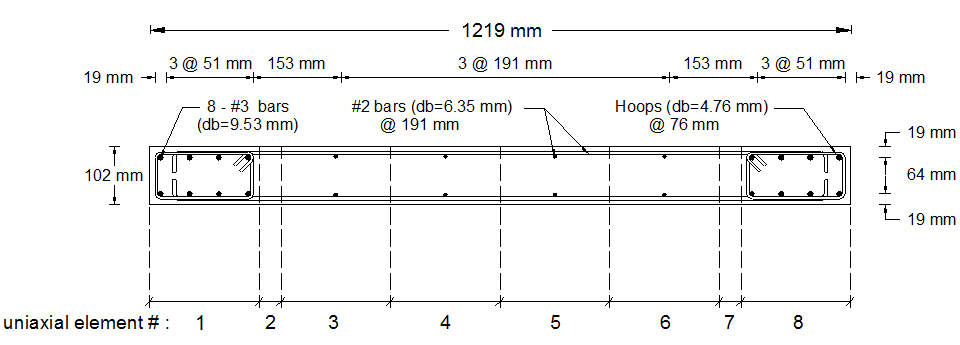 1219 mm
3 @ 51 mm 153 mm 3 @ 191 mm 153 mm 3 @ 51 mm
19 mm 19 mm
8 - #3 bars #2 bars (db=6.35 mm) Hoops (db=4.76 mm)
(db=9.53 mm) @ 191 mm @ 76 mm
19 mm
102 mm 64 mm
19 mm
uniaxial element # : 1 2 3 4 5 6 7 8